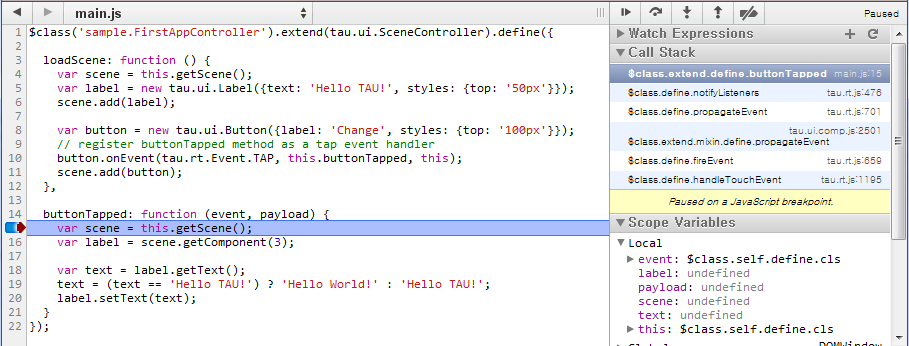 main.js
Paused
1 $class('sample.FirstAppController').extend(tau.ui.SceneController).define({
2
3 loadScene: function () {
4 var scene = this.getScene();
5 var label = new tau.ui.Label({text: 'Hello TAU!', styles: {top: '50px'}});
6 scene.add(label);
7
8 var button = new tau.ui.Button({label: 'Change', styles: {top: '100px'}});
9 // register buttonTapped method as a tap event handler
10 button.onEvent(tau.rt.Event.TAP, this.buttonTapped, this);
11 scene.add(button);
12 },
13
14 buttonTapped: function (event, payload) {
var scene = this.getScene();
16 var label = scene.getComponent(3);
17
18 var text = label.getText();
19 text = (text == 'Hello TAU!') ? 'Hello World!' : 'Hello TAU!';
20 label.setText(text);
21 }
22 });
Watch Expressions
Call Stack
$class.extend.define.buttonTapped main.js:15
$class.define.notifyListeners tau.rt.js:476
$class.define.propagateEvent tau.rt.js:701
tau.ui.comp.js:2501
$class.extend.mixin.define.propagateEvent
$class.define.fireEvent tau.rt.js:659
$class.define.handleTouchEvent tau.rt.js:1195
Paused on a JavaScript breakpoint.
Scope Variables
Local
event: $class.self.define.cls
label: undefined
payload: undefined
scene: undefined
text: undefined
this: $class.self.define.cls
Global DOMWindow